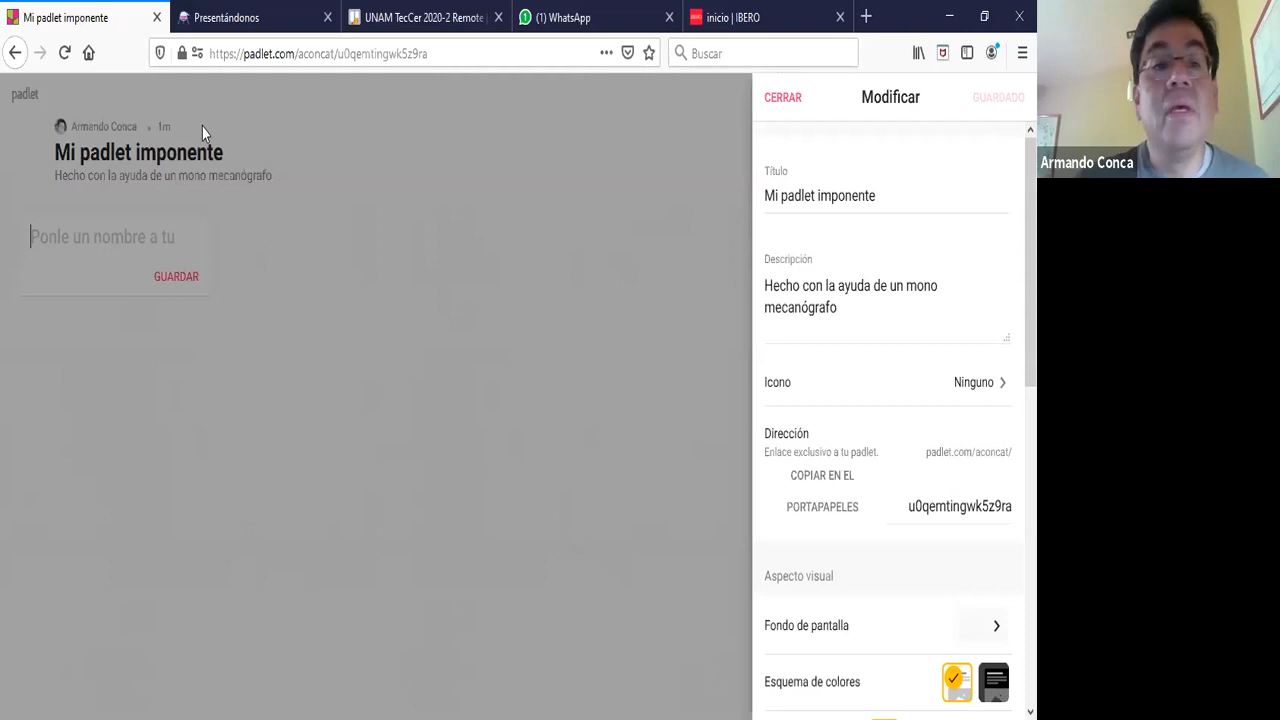 Mi padlet imponente
Presentándonos
UNAM TecCer 2020-2 Remote
(1) WhatsApp
inicio | IBERO
https://padlet.com/aconcat/u0qemtingwk5z9ra
Buscar
padlet
Armando Conca • 1m
Mi padlet imponente
Hecho con la ayuda de un mono mecanógrafo
Ponle un nombre a tu
GUARDAR
CERRAR
Modificar
GUARDADO
Título
Mi padlet imponente
Descripción
Hecho con la ayuda de un mono
mecanógrafo
Icono
Ninguno
Dirección
Enlace exclusivo a tu padlet.
padlet.com/aconcat/
COPIAR EN EL
PORTAPAPELES
u0qemtingwk5z9ra
Aspecto visual
Fondo de pantalla
Esquema de colores
Armando Conca